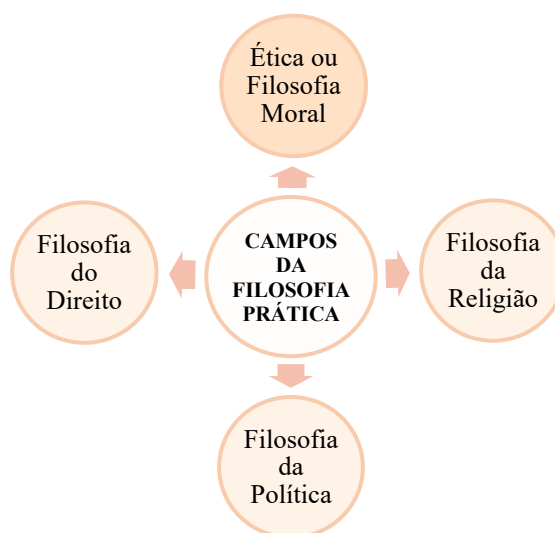 Ética ou
Filosofia
Moral
Filosofia
do
Direito
CAMPOS
DA
FILOSOFIA
PRÁTICA
Filosofia
da
Religião
Filosofia
da
Política